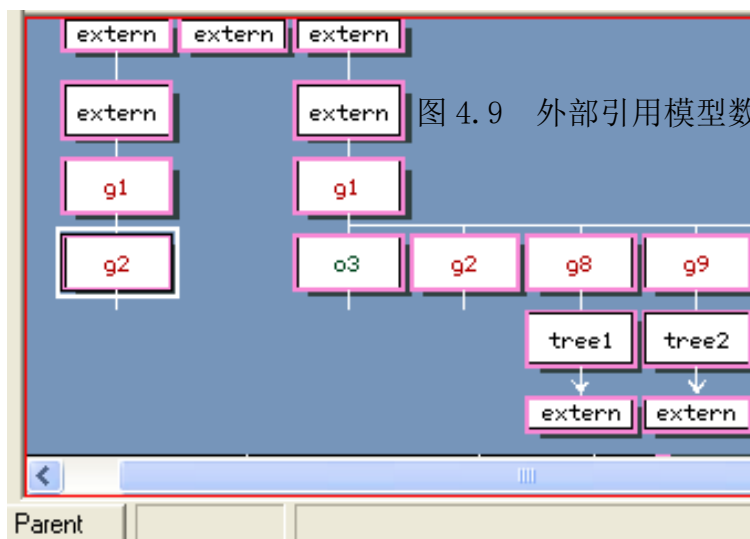 extern extern extern
extern extern 图 4.9 外部引用模型数
g1 g1
g2 o3 g2 g8 g9
tree1 tree2
extern extern
Parent